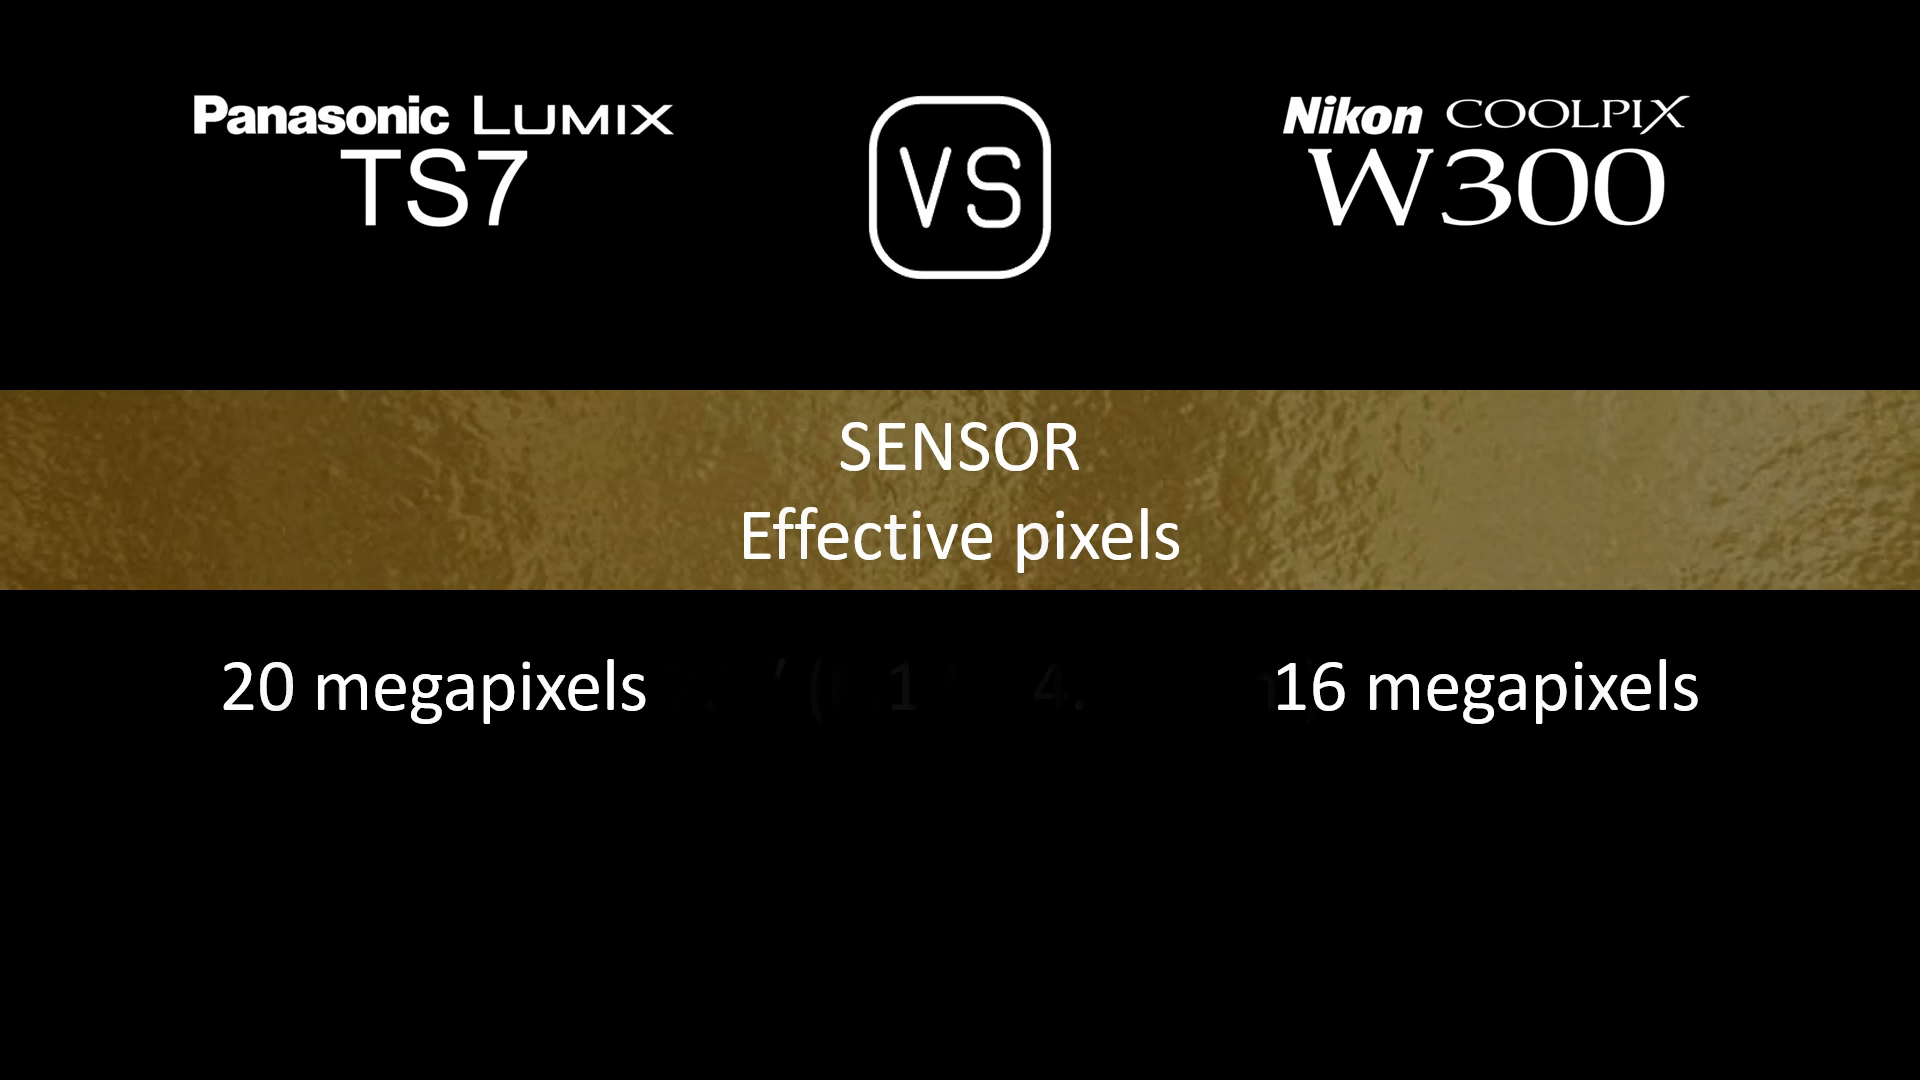 Panasonic LUMIX
TS7
VS
Nikon COOLPIX
W300
SENSOR
Effective pixels
20 megapixels
16 megapixels